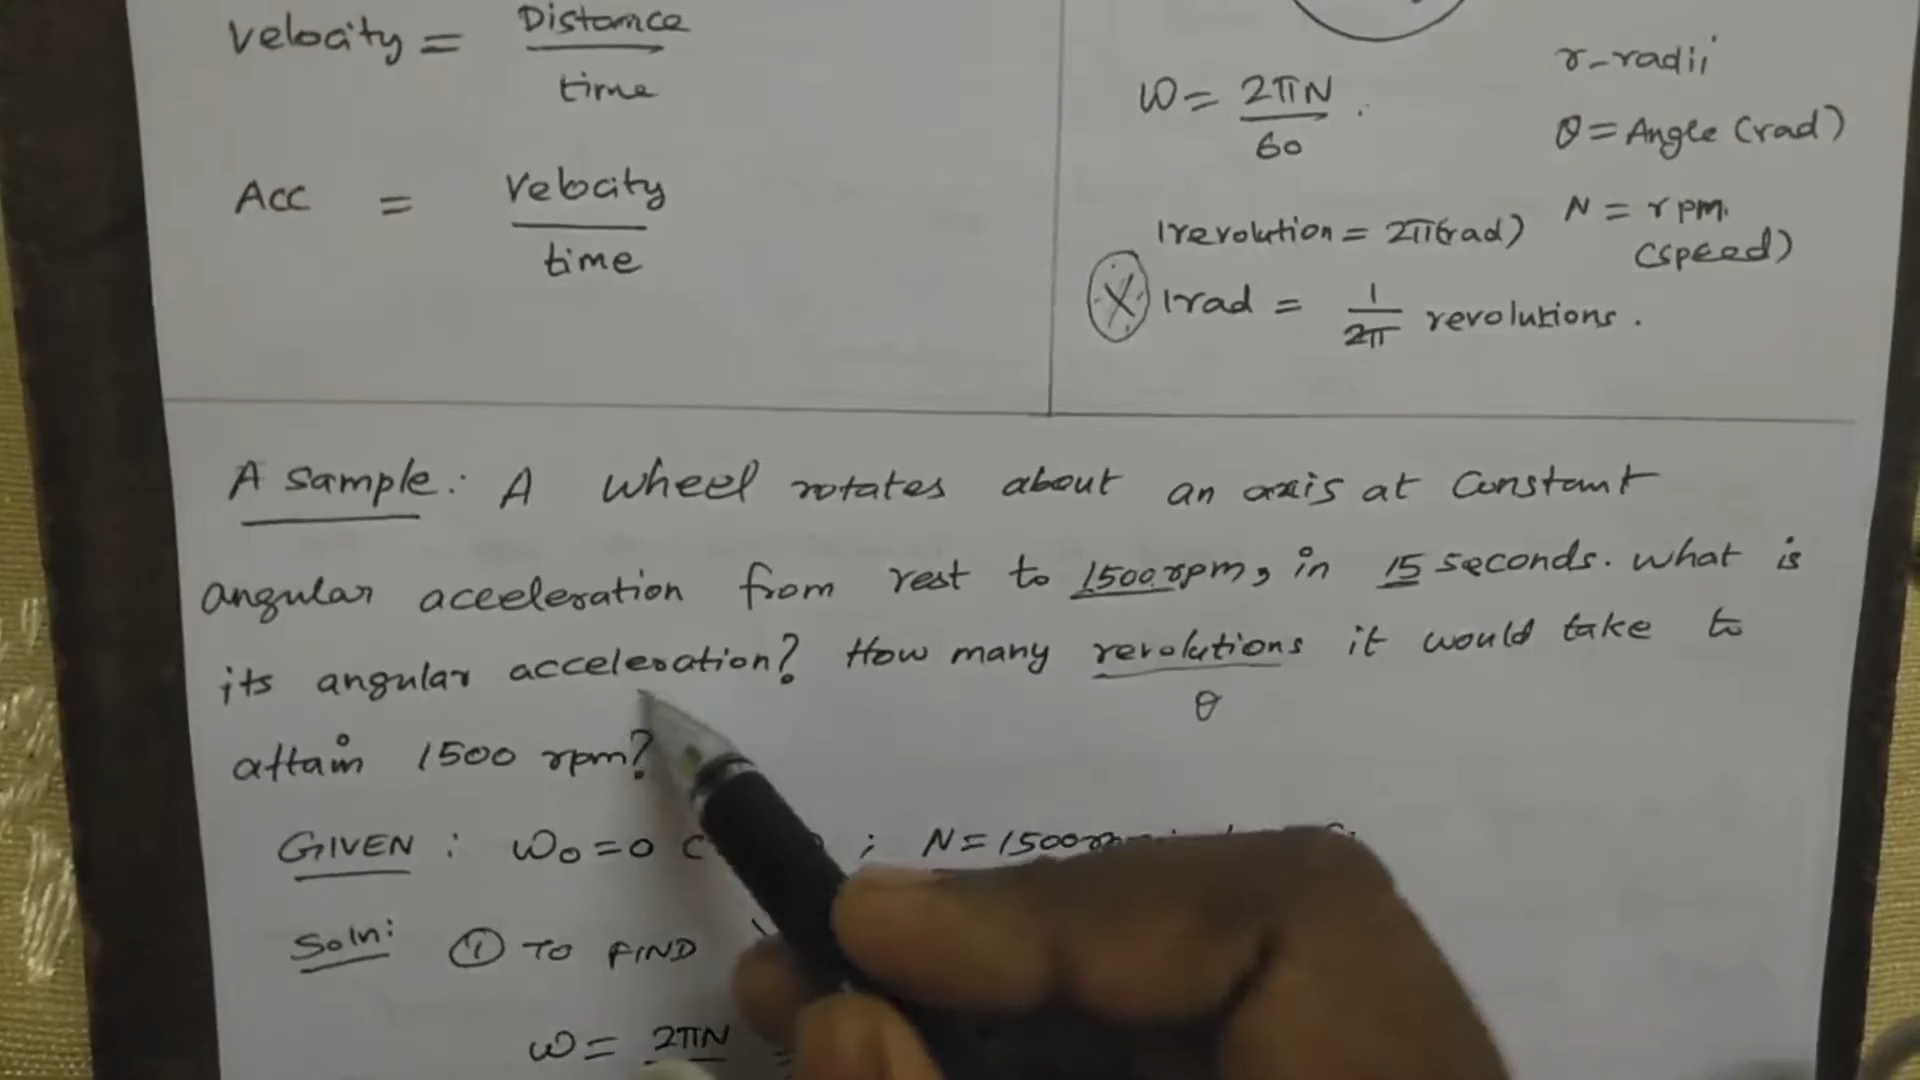 Velocity = Distamce
time
Acc = Velocity
time
ω = 2πN
60
r-radii
θ = Angle (rad)
N = rpm.
(speed)
1revolution = 2π(rad)
X 1rad = 1
2π revolutions.
A sample: A wheel rotates about an axis at constant
angular acceleration from rest to 1500rpm, in 15 seconds. What is
its angular acceleration? How many revolutions it would take to
θ
attain 1500 rpm?
GIVEN : ω₀=0 ; N=1500
Soln: ① TO FIND
ω = 2πN =